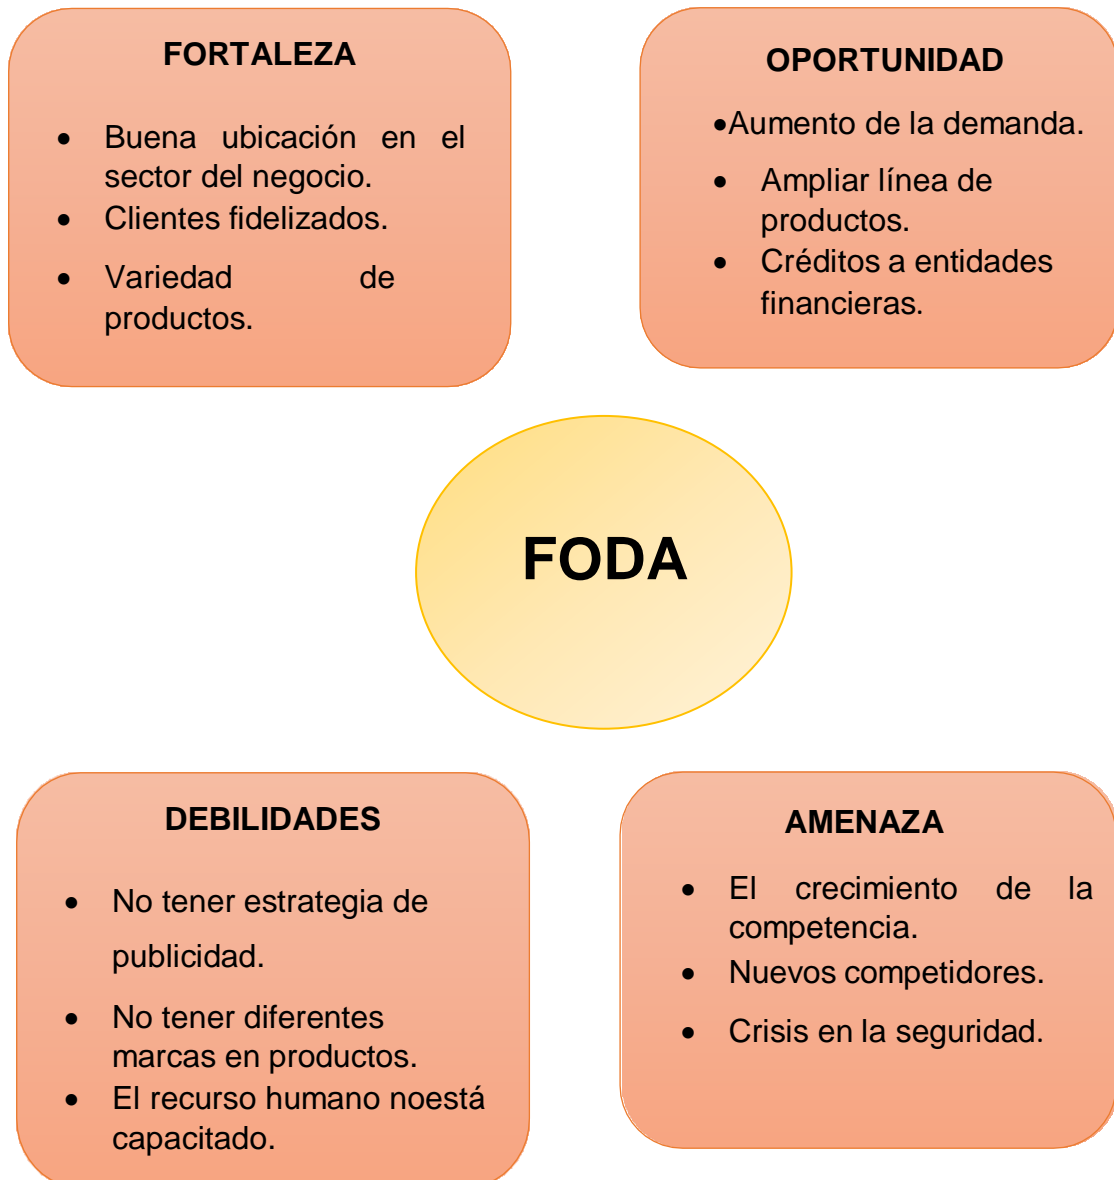 FORTALEZA
• Buena ubicación en el
sector del negocio.
• Clientes fidelizados.
• Variedad de
productos.
OPORTUNIDAD
•Aumento de la demanda.
• Ampliar línea de
productos.
• Créditos a entidades
financieras.
FODA
DEBILIDADES
• No tener estrategia de
publicidad.
• No tener diferentes
marcas en productos.
• El recurso humano noestá
capacitado.
AMENAZA
• El crecimiento de la
competencia.
• Nuevos competidores.
• Crisis en la seguridad.